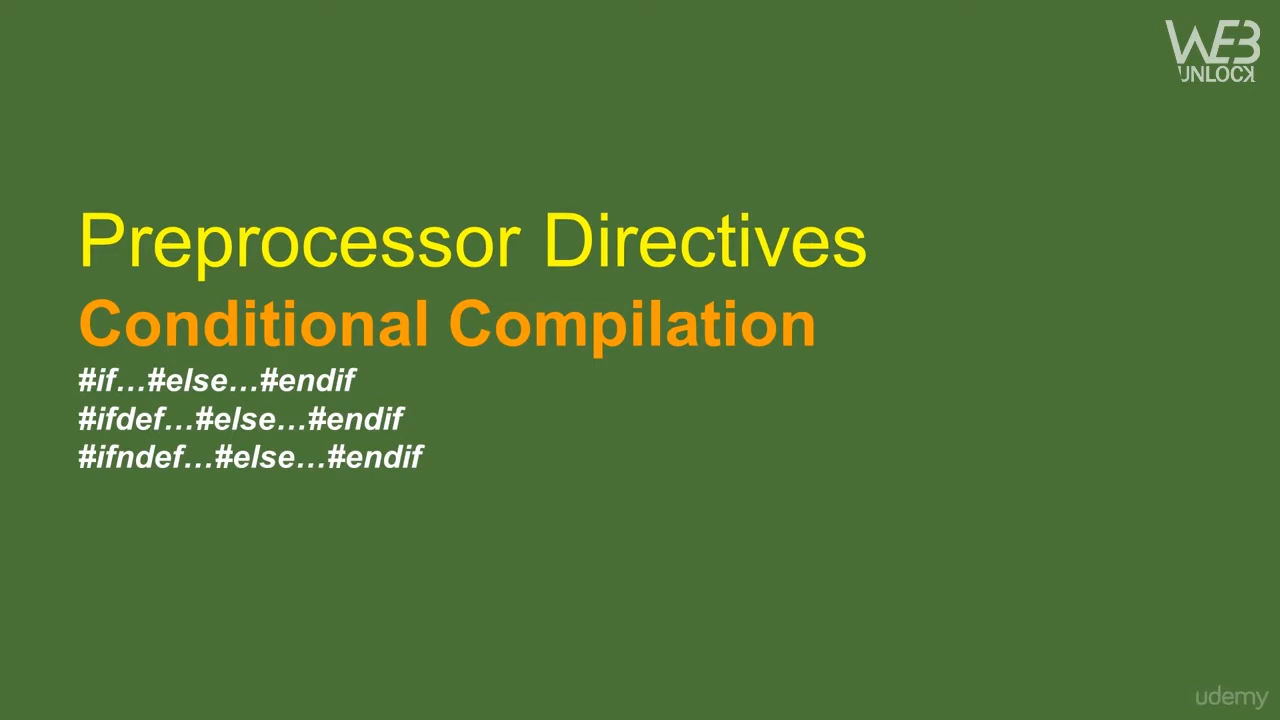 WEB
UNLOCK
Preprocessor Directives
Conditional Compilation
#if…#else…#endif
#ifdef…#else…#endif
#ifndef…#else…#endif
udemy